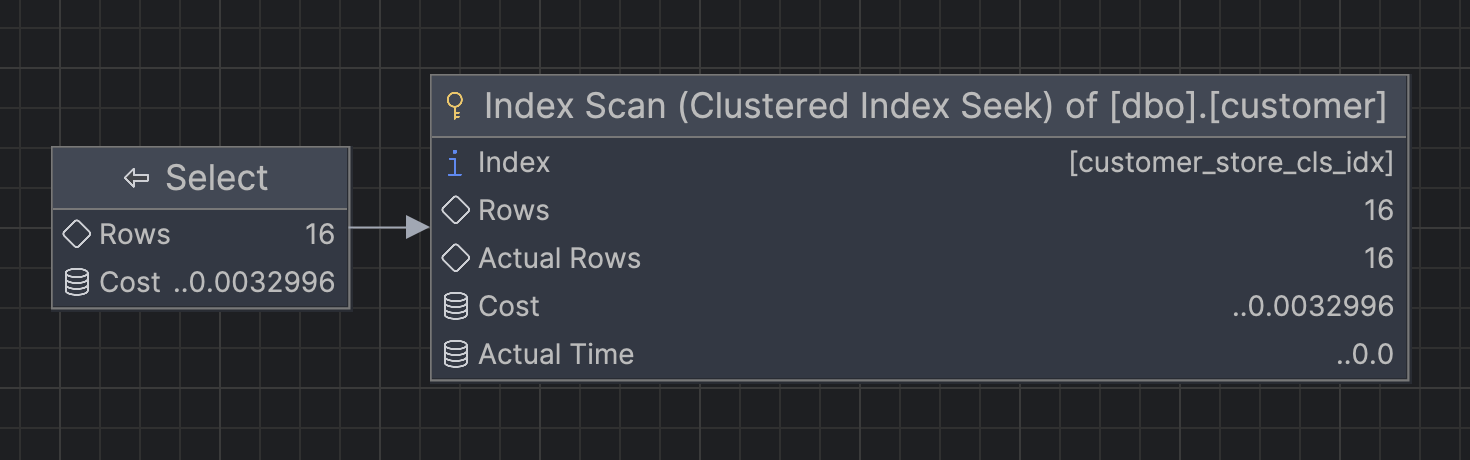 Select
Rows 16
Cost ..0.0032996
Index Scan (Clustered Index Seek) of [dbo].[customer]
i Index [customer_store_cls_idx]
Rows 16
Actual Rows 16
Cost ..0.0032996
Actual Time ..0.0